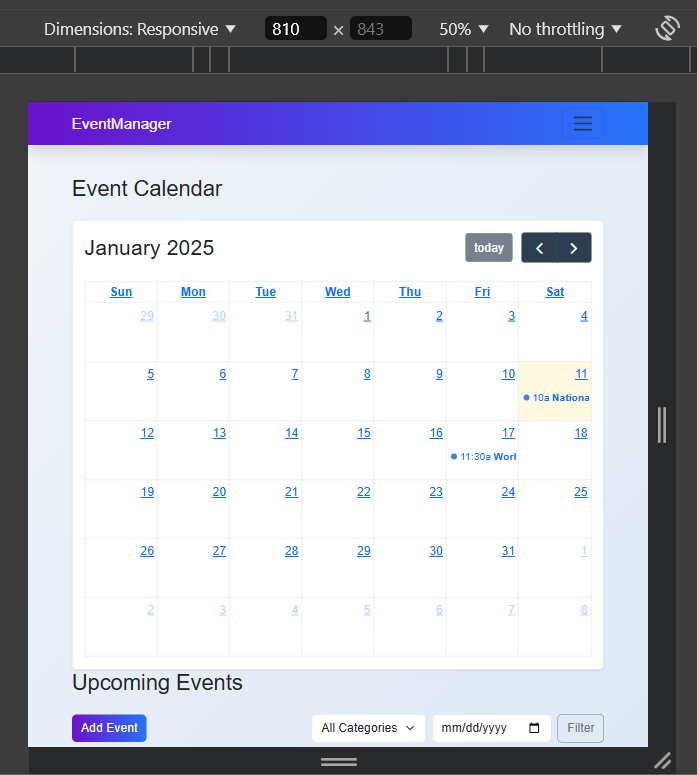 Dimensions: Responsive ▼ 810 × 843 50% ▼ No throttling ▼
EventManager
Event Calendar
January 2025 today
Sun Mon Tue Wed Thu Fri Sat
29 30 31 1 2 3 4
5 6 7 8 9 10 11
10a Nationa
12 13 14 15 16 17 18
11:30a Worl
19 20 21 22 23 24 25
26 27 28 29 30 31 1
2 3 4 5 6 7 8
Upcoming Events
Add Event All Categories mm/dd/yyyy Filter